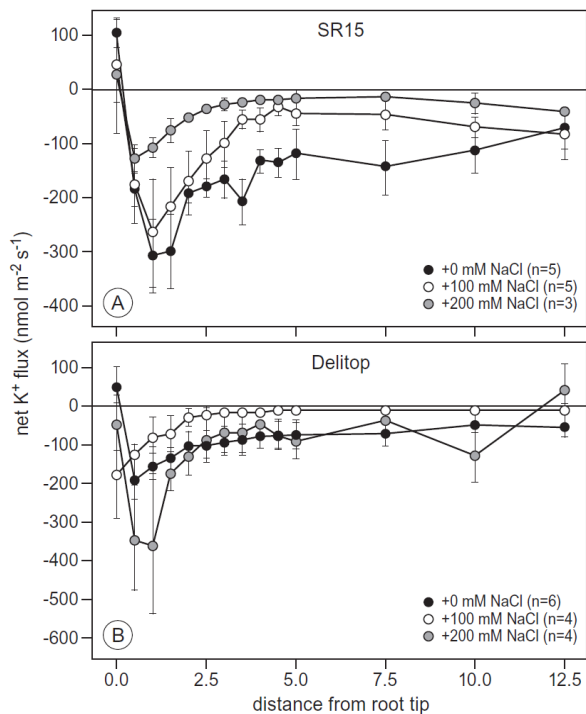 SR15
100
0
-100
-200
-300
-400
A
+0 mM NaCl (n=5)
+100 mM NaCl (n=5)
+200 mM NaCl (n=3)
net K⁺ flux (nmol m⁻² s⁻¹)
Delitop
100
0
-100
-200
-300
-400
-500
-600
B
+0 mM NaCl (n=6)
+100 mM NaCl (n=4)
+200 mM NaCl (n=4)
0.0 2.5 5.0 7.5 10.0 12.5
distance from root tip